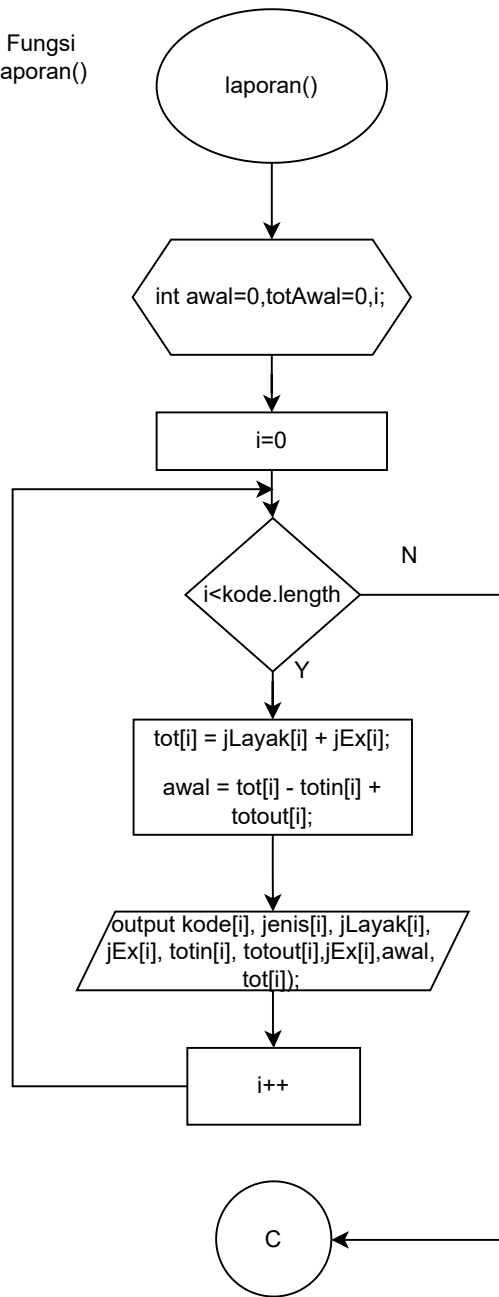 Fungsi
aporan()
laporan()
int awal=0,totAwal=0,i;
i=0
i<kode.length
N
Y
tot[i] = jLayak[i] + jEx[i];
awal = tot[i] - totin[i] +
totout[i];
output kode[i], jenis[i], jLayak[i],
jEx[i], totin[i], totout[i],jEx[i],awal,
tot[i]);
i++
C